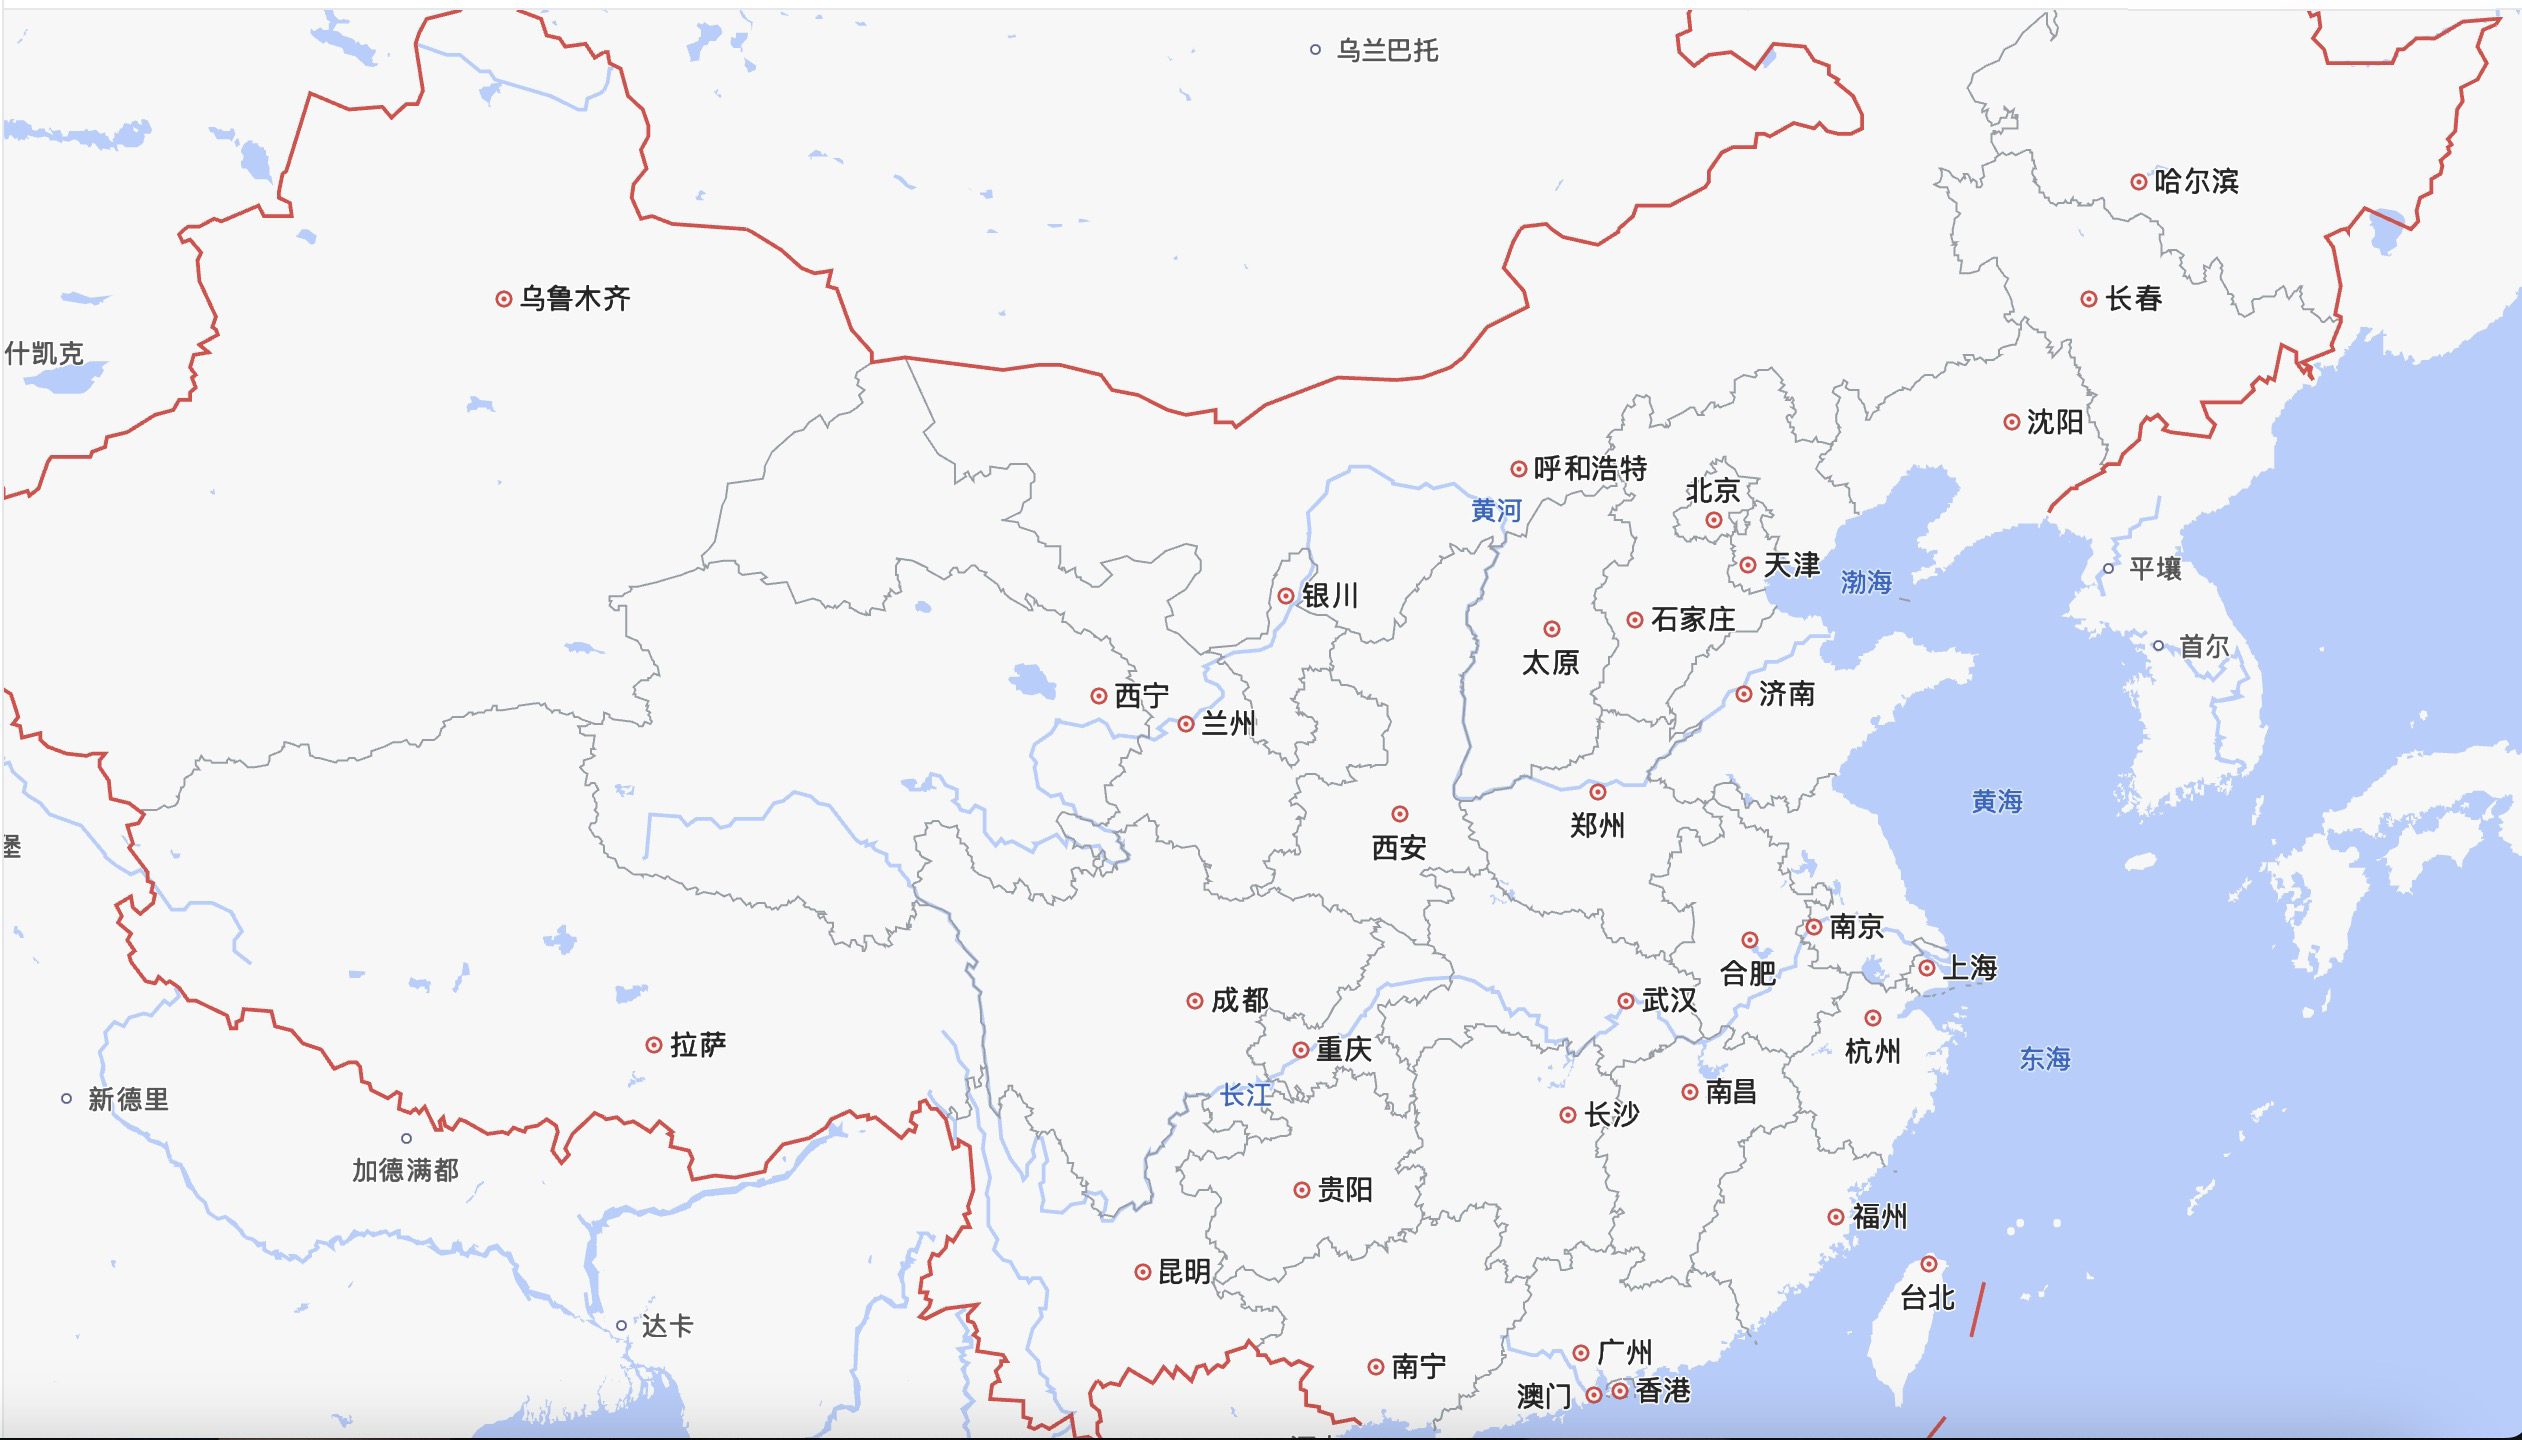 乌兰巴托
哈尔滨
乌鲁木齐
长春
什凯克
沈阳
呼和浩特
北京
黄河
天津
平壤
渤海
银川
石家庄
首尔
太原
西宁
济南
兰州
黄海
郑州
堡
西安
南京
上海
合肥
成都
武汉
拉萨
重庆
杭州
东海
长江
南昌
新德里
长沙
加德满都
贵阳
福州
昆明
台北
达卡
广州
南宁
澳门
香港